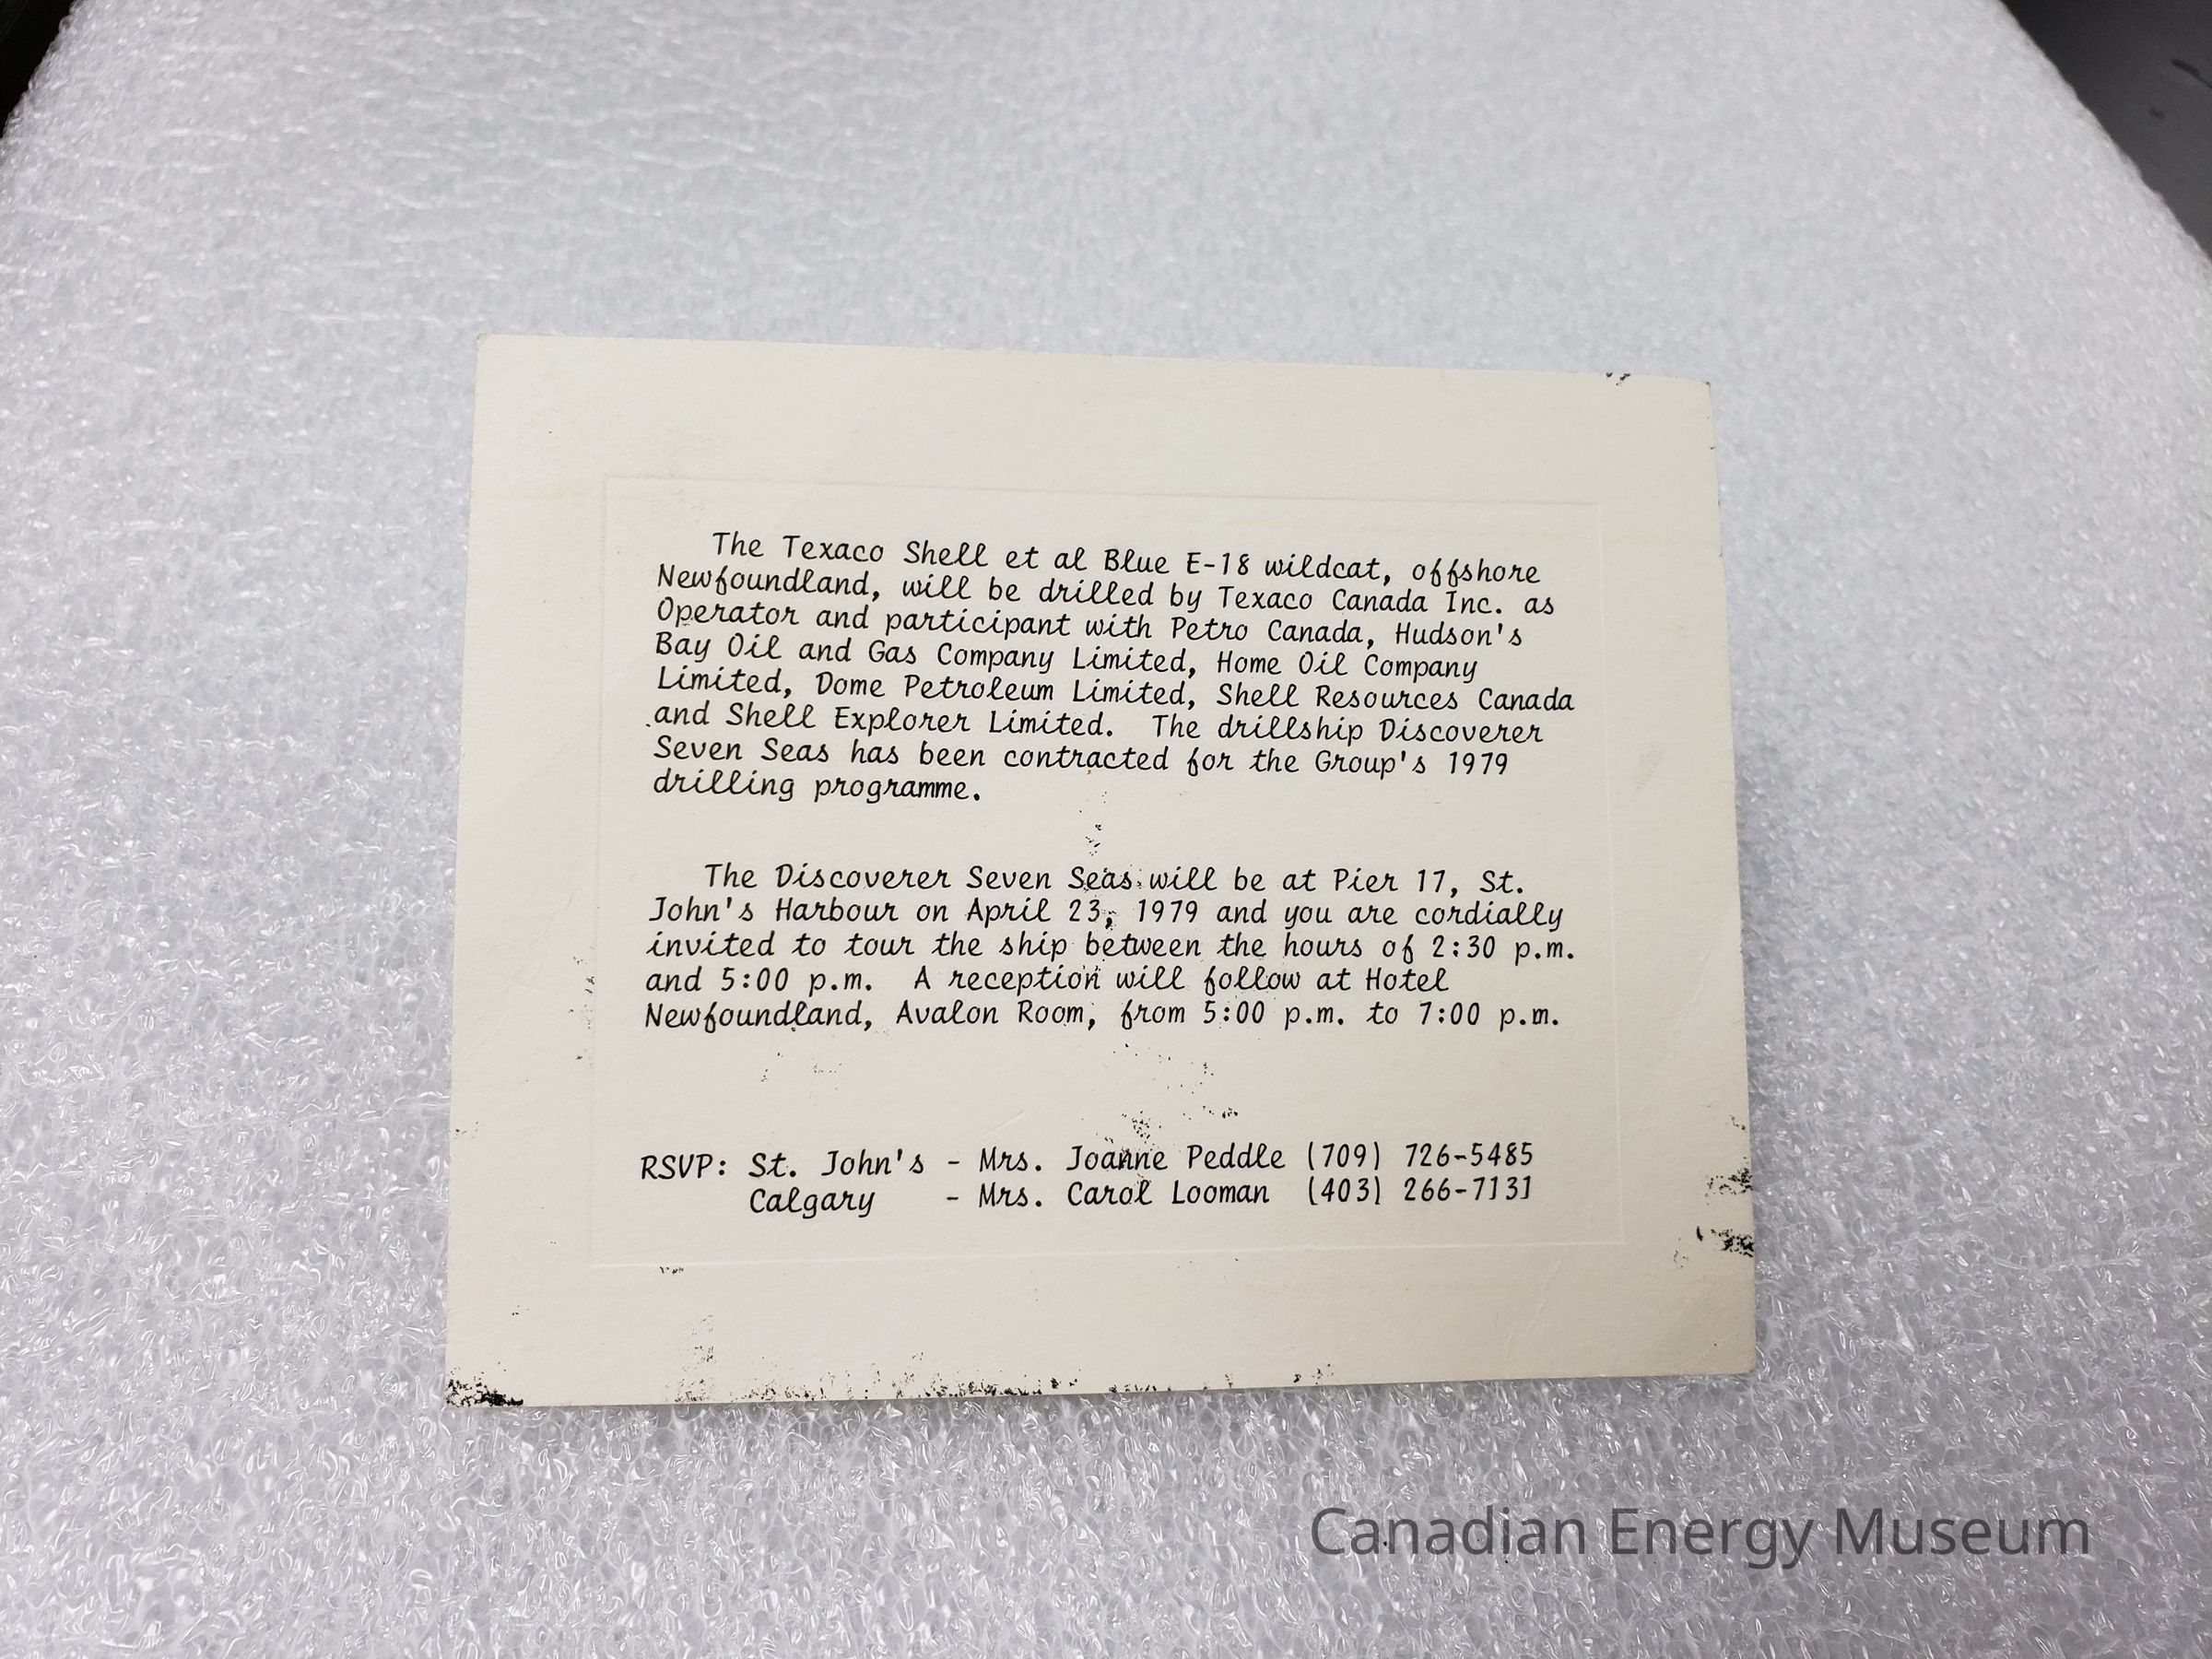 The Texaco Shell et al Blue E-18 wildcat, offshore
Newfoundland, will be drilled by Texaco Canada Inc. as
Operator and participant with Petro Canada, Hudson's
Bay Oil and Gas Company Limited, Home Oil Company
Limited, Dome Petroleum Limited, Shell Resources Canada
and Shell Explorer Limited.  The drillship Discoverer
Seven Seas has been contracted for the Group's 1979
drilling programme.
The Discoverer Seven Seas will be at Pier 17, St.
John's Harbour on April 23, 1979 and you are cordially
invited to tour the ship between the hours of 2:30 p.m.
and 5:00 p.m.  A reception will follow at Hotel
Newfoundland, Avalon Room, from 5:00 p.m. to 7:00 p.m.
RSVP: St. John's - Mrs. Joanne Peddle (709) 726-5485
Calgary - Mrs. Carol Looman (403) 266-7131
Canadian Energy Museum